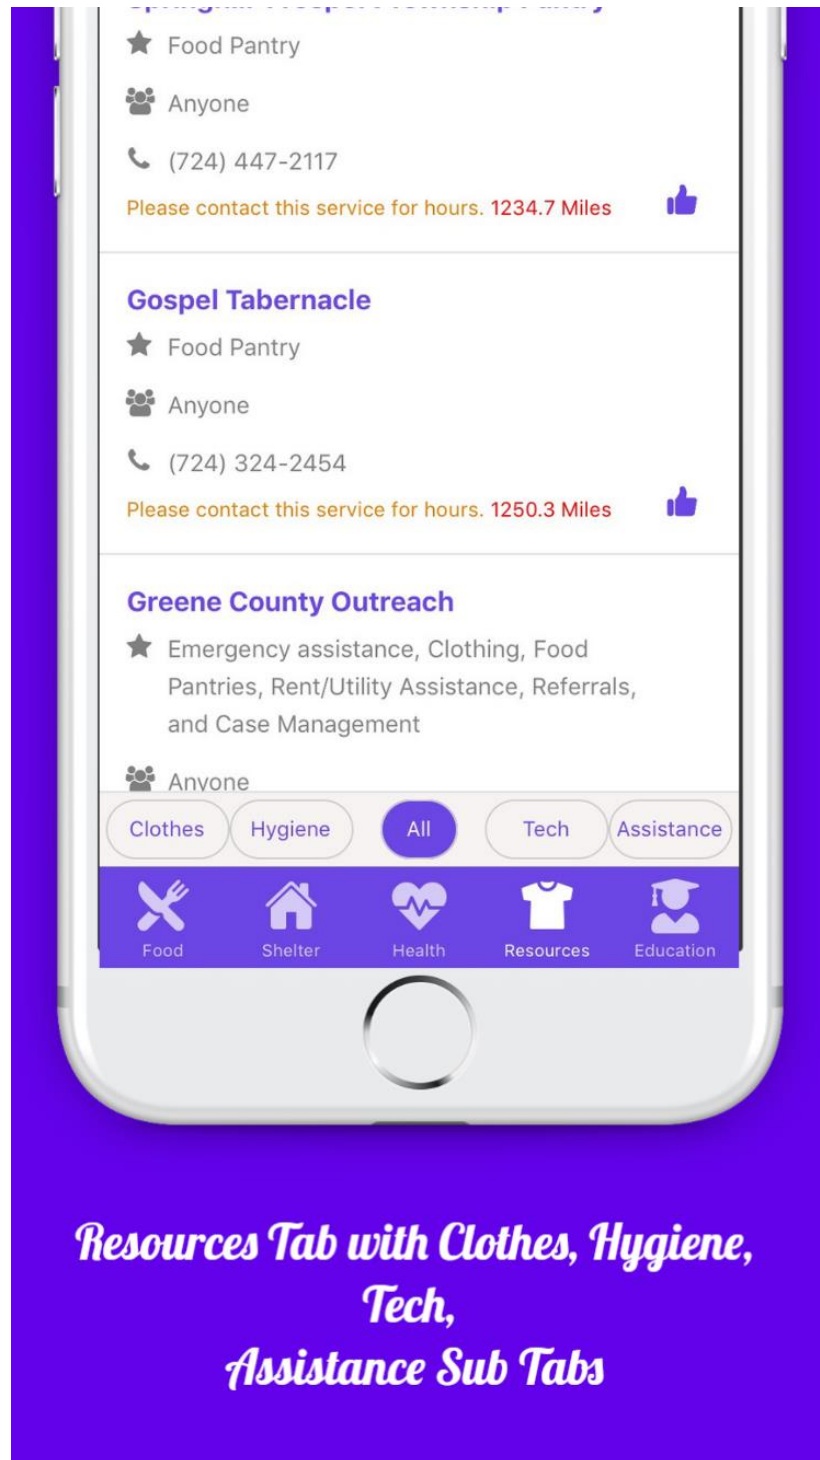 Food Pantry
Anyone
(724) 447-2117
Please contact this service for hours. 1234.7 Miles
Gospel Tabernacle
Food Pantry
Anyone
(724) 324-2454
Please contact this service for hours. 1250.3 Miles
Greene County Outreach
Emergency assistance, Clothing, Food
Pantries, Rent/Utility Assistance, Referrals,
and Case Management
Anyone
Clothes Hygiene All Tech Assistance
Food Shelter Health Resources Education
Resources Tab with Clothes, Hygiene,
Tech,
Assistance Sub Tabs